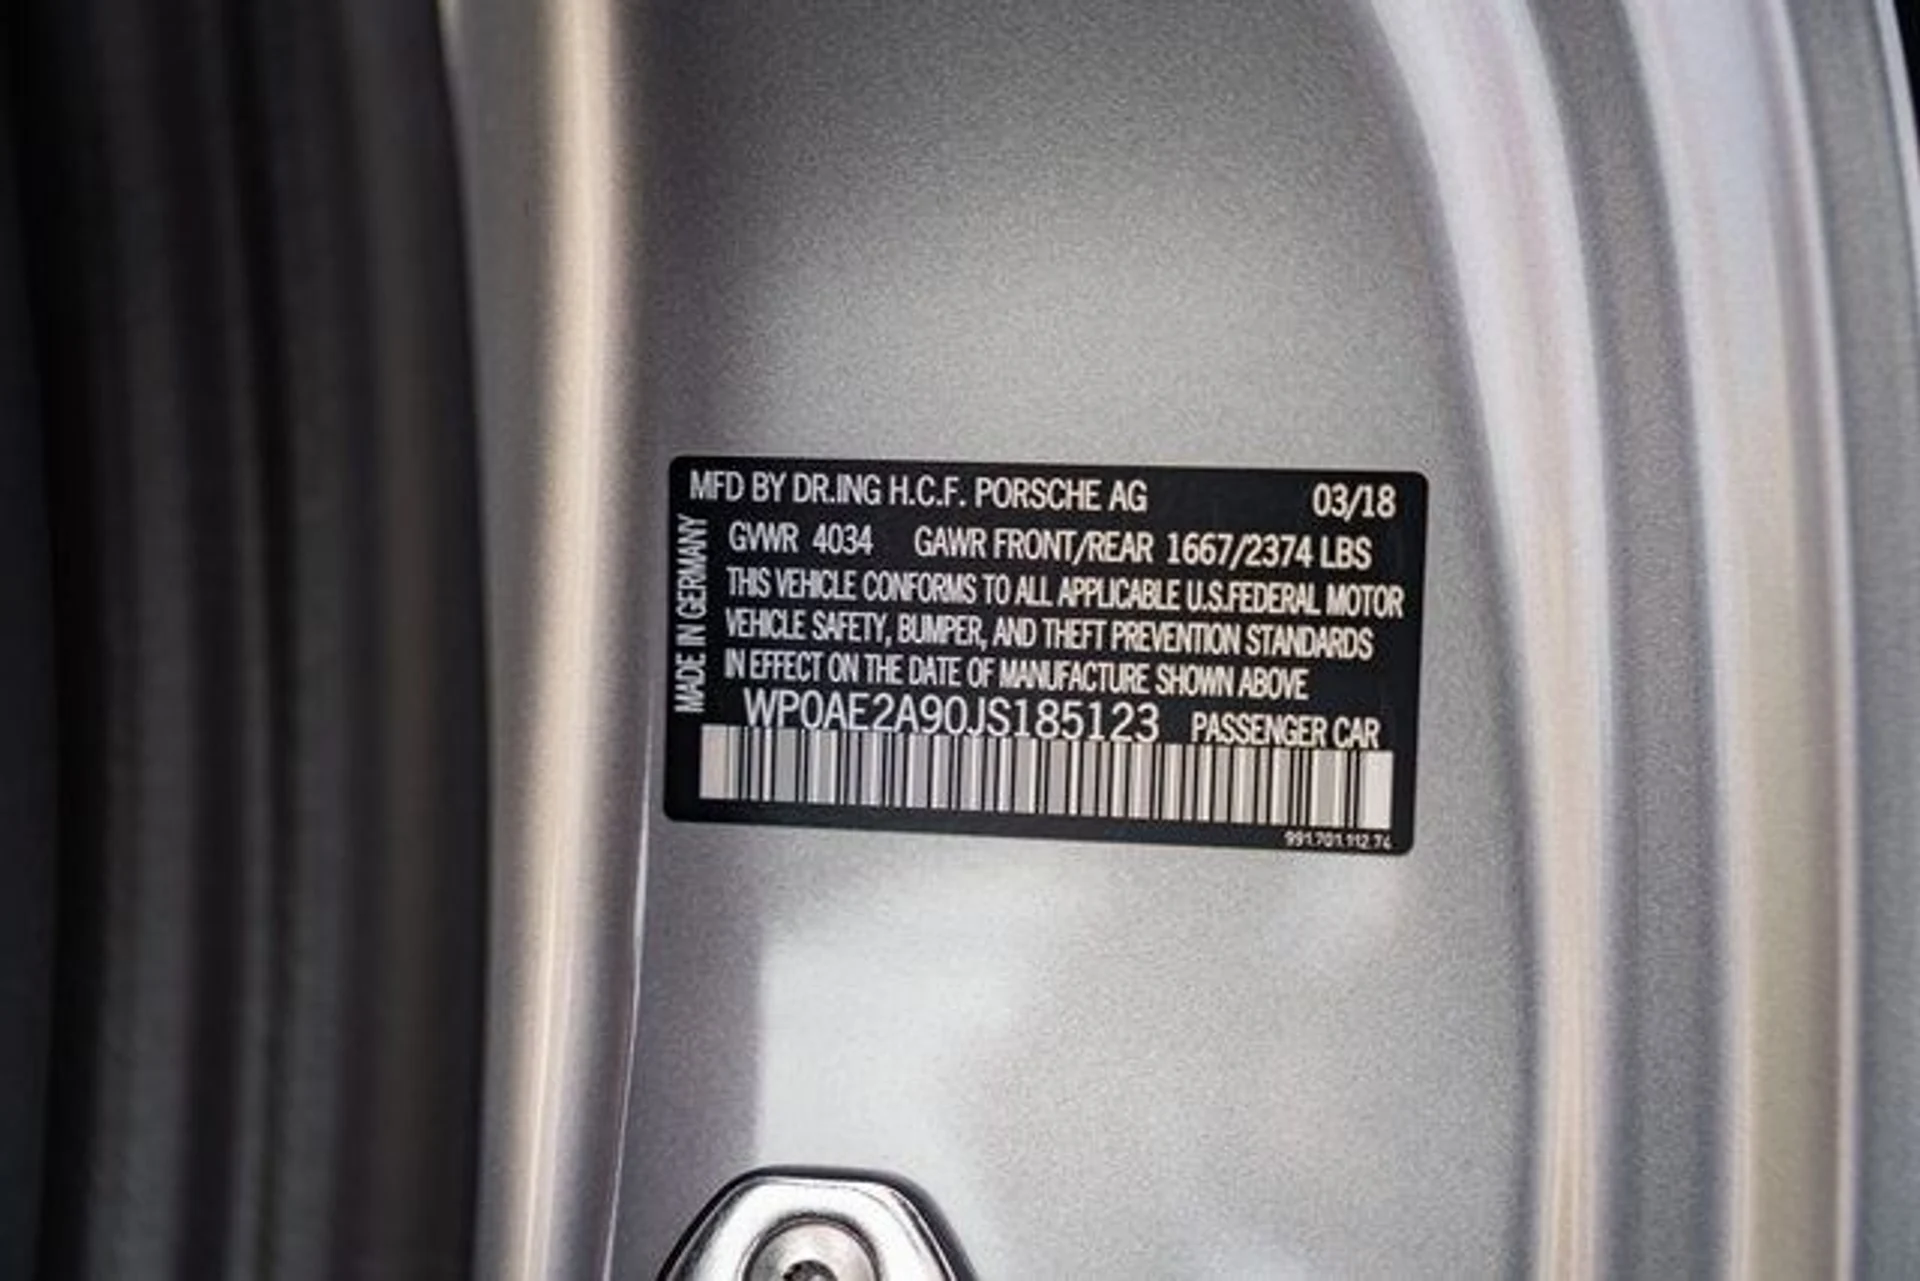 MFD BY DR.ING H.C.F. PORSCHE AG 03/18
GVWR 4034 GAWR FRONT/REAR 1667/2374 LBS
THIS VEHICLE CONFORMS TO ALL APPLICABLE U.S.FEDERAL MOTOR
VEHICLE SAFETY, BUMPER, AND THEFT PREVENTION STANDARDS
IN EFFECT ON THE DATE OF MANUFACTURE SHOWN ABOVE
WP0AE2A90JS185123 PASSENGER CAR
MADE IN GERMANY
991.701.112.74